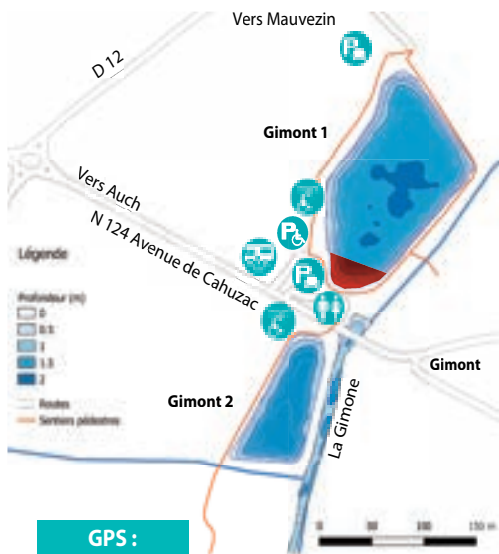 Vers Mauvezin
D 12
Gimont 1
Vers Auch
N 124 Avenue de Cahuzac
Légende
Profondeur (m)
0
0.5
1
1.5
2
Routes
Sentiers pédestres
Gimont
Gimont 2
La Gimone
GPS :
0 50 100 150 m